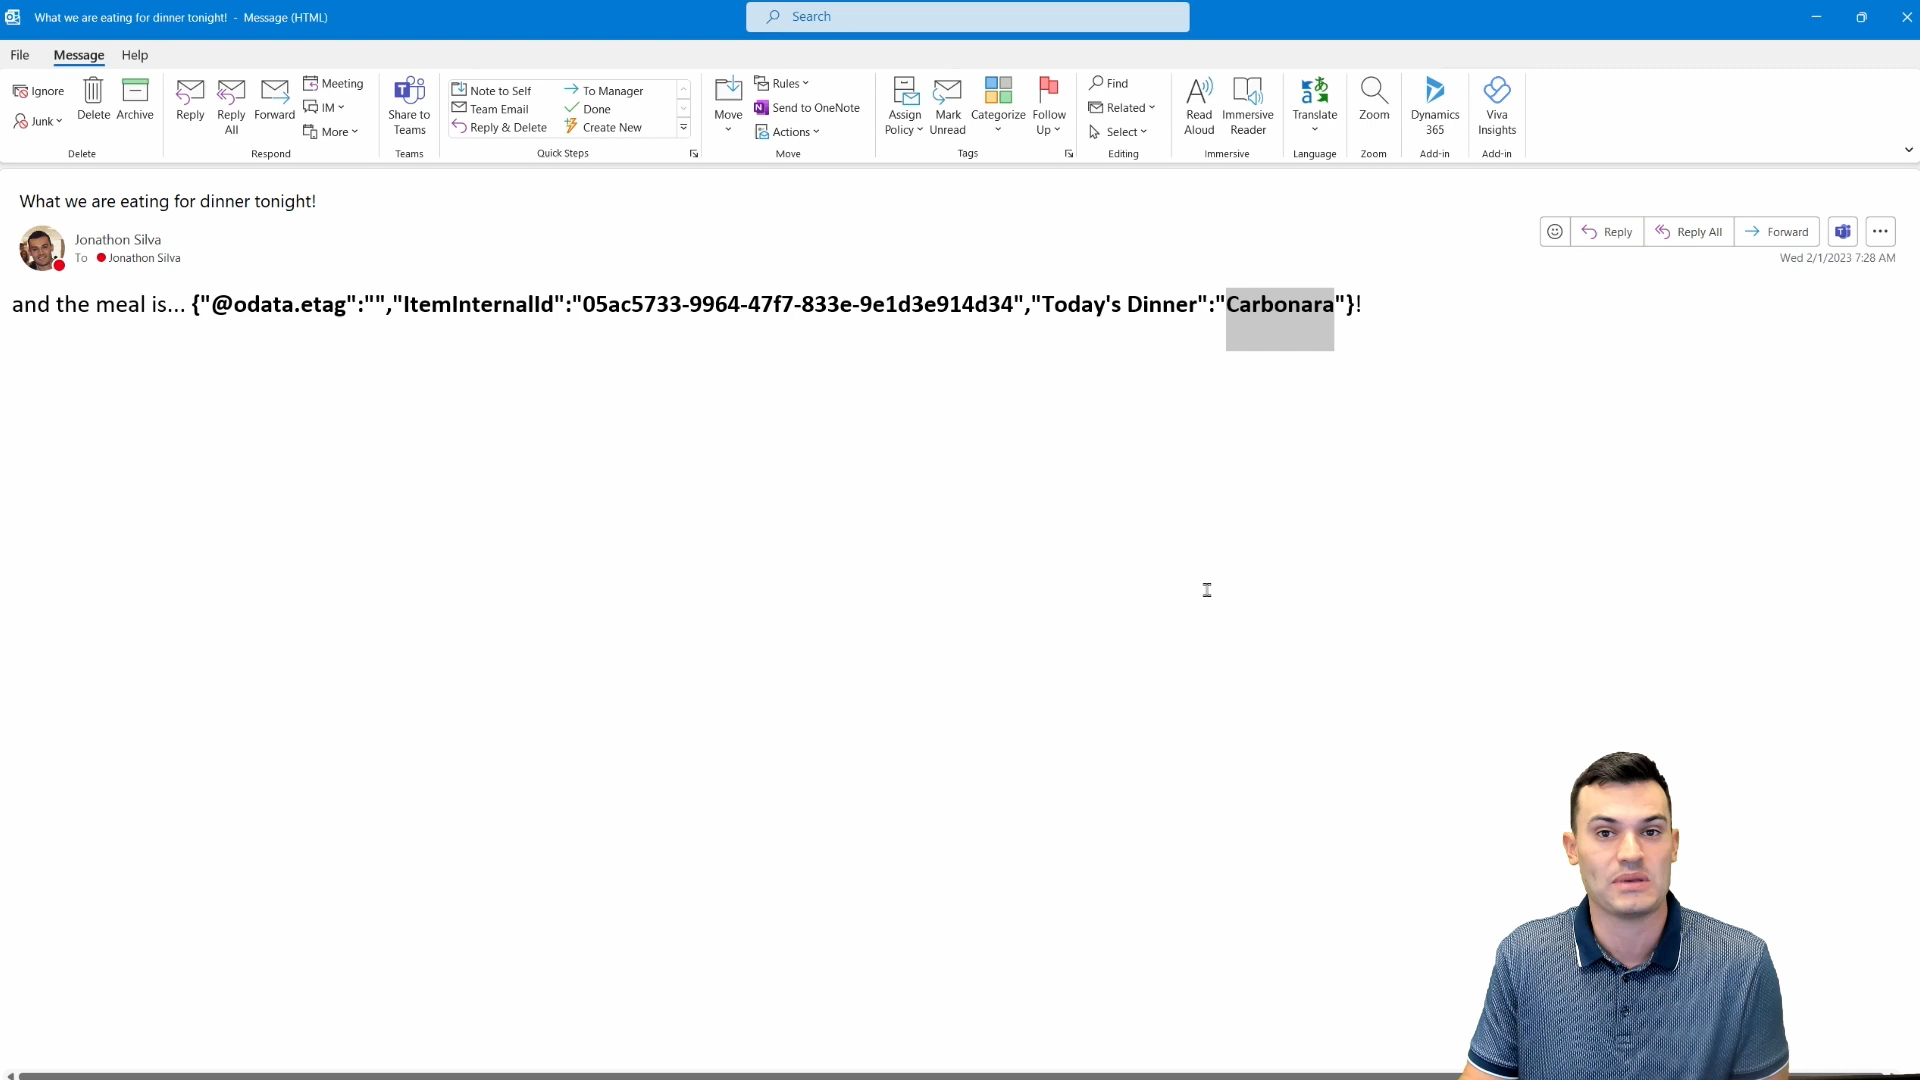 What we are eating for dinner tonight! - Message (HTML)
Search
File Message Help
Ignore
Junk
Delete
Archive
Delete
Reply
Reply All
Forward
Meeting
IM
More
Respond
Share to Teams
Teams
Note to Self
To Manager
Team Email
Done
Reply & Delete
Create New
Quick Steps
Move
Rules
Send to OneNote
Actions
Move
Assign Policy
Mark Unread
Categorize
Follow Up
Tags
Find
Related
Select
Editing
Read Aloud
Immersive Reader
Immersive
Translate
Language
Zoom
Zoom
Dynamics 365
Add-in
Viva Insights
Add-in
What we are eating for dinner tonight!
Jonathon Silva
To Jonathon Silva
Reply
Reply All
Forward
Wed 2/1/2023 7:28 AM
and the meal is... {"@odata.etag":"","ItemInternalId":"05ac5733-9964-47f7-833e-9e1d3e914d34","Today's Dinner":"Carbonara"}!